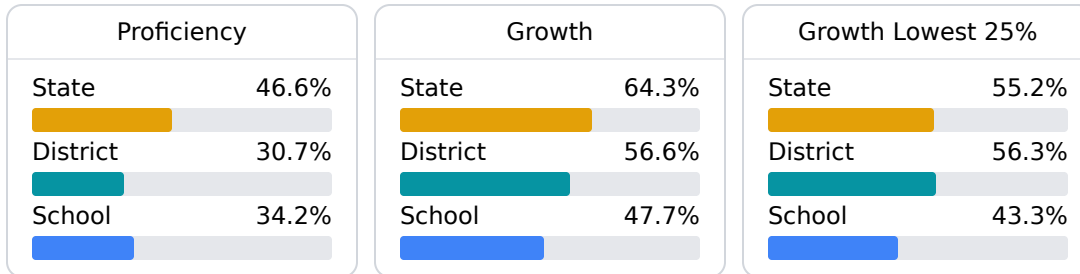 Proficiency
State 46.6%
District 30.7%
School 34.2%
Growth
State 64.3%
District 56.6%
School 47.7%
Growth Lowest 25%
State 55.2%
District 56.3%
School 43.3%